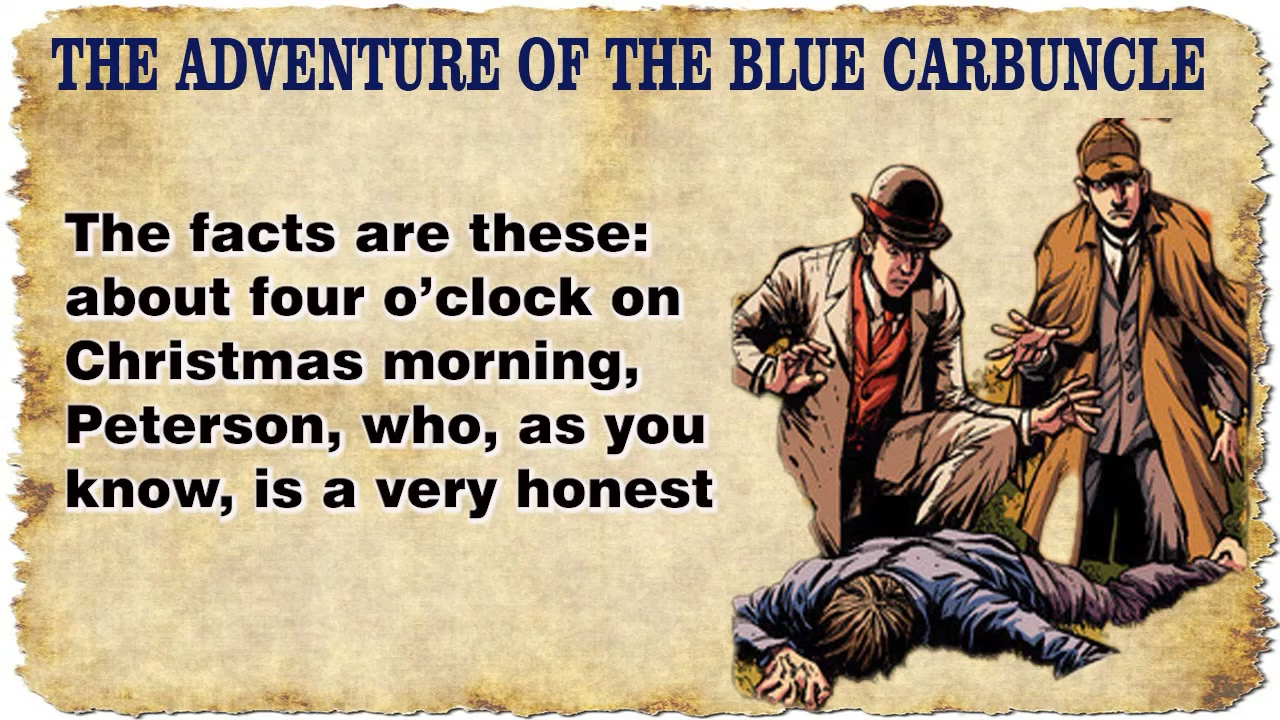 THE ADVENTURE OF THE BLUE CARBUNCLE
The facts are these:
about four o’clock on
Christmas morning,
Peterson, who, as you
know, is a very honest